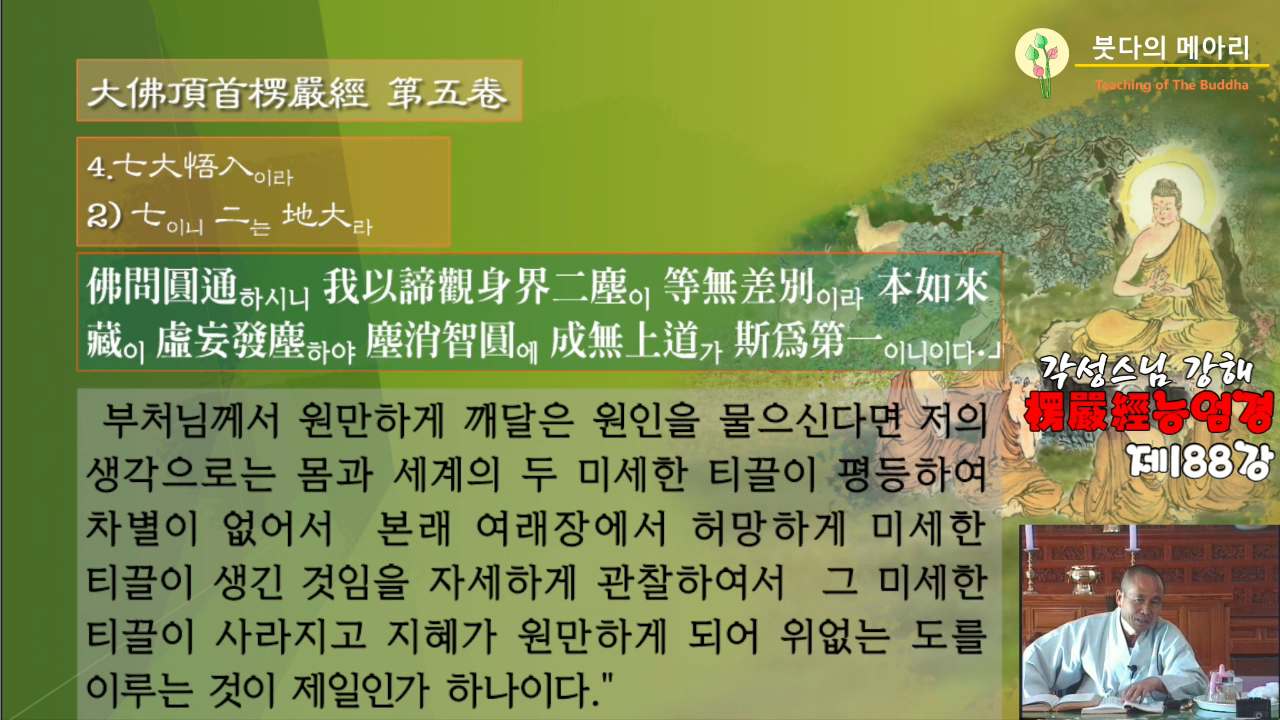 大佛頂首楞嚴經 第五卷
4.七大悟入이라
2) 七이니 二는 地大라
佛問圓通하시니 我以諦觀身界二塵이 等無差別이라 本如來
藏이 虛妄發塵하야 塵消智圓에 成無上道가 斯爲第一이니이다.」
부처님께서 원만하게 깨달은 원인을 물으신다면 저의
생각으로는 몸과 세계의 두 미세한 티끌이 평등하여
차별이 없어서 본래 여래장에서 허망하게 미세한
티끌이 생긴 것임을 자세하게 관찰하여서 그 미세한
티끌이 사라지고 지혜가 원만하게 되어 위없는 도를
이루는 것이 제일인가 하나이다."
붓다의 메아리
Teaching of The Buddha
각성스님 강해
楞嚴經능엄경
제188강